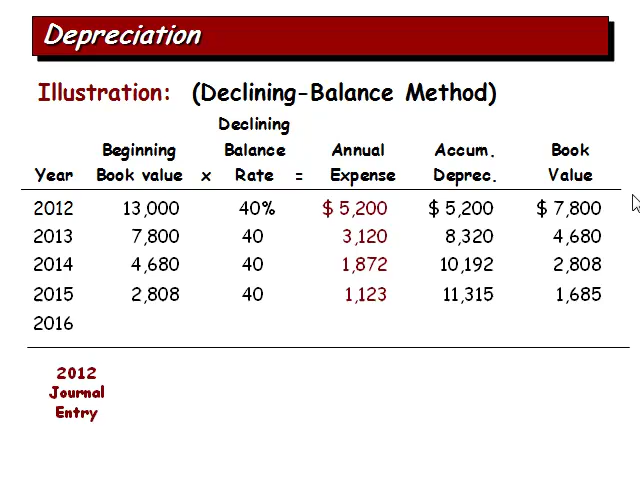 Depreciation
Illustration: (Declining-Balance Method)
Declining
Beginning Balance Annual Accum. Book
Year Book value x Rate = Expense Deprec. Value
2012 13,000 40% $ 5,200 $ 5,200 $ 7,800
2013 7,800 40 3,120 8,320 4,680
2014 4,680 40 1,872 10,192 2,808
2015 2,808 40 1,123 11,315 1,685
2016
2012
Journal
Entry